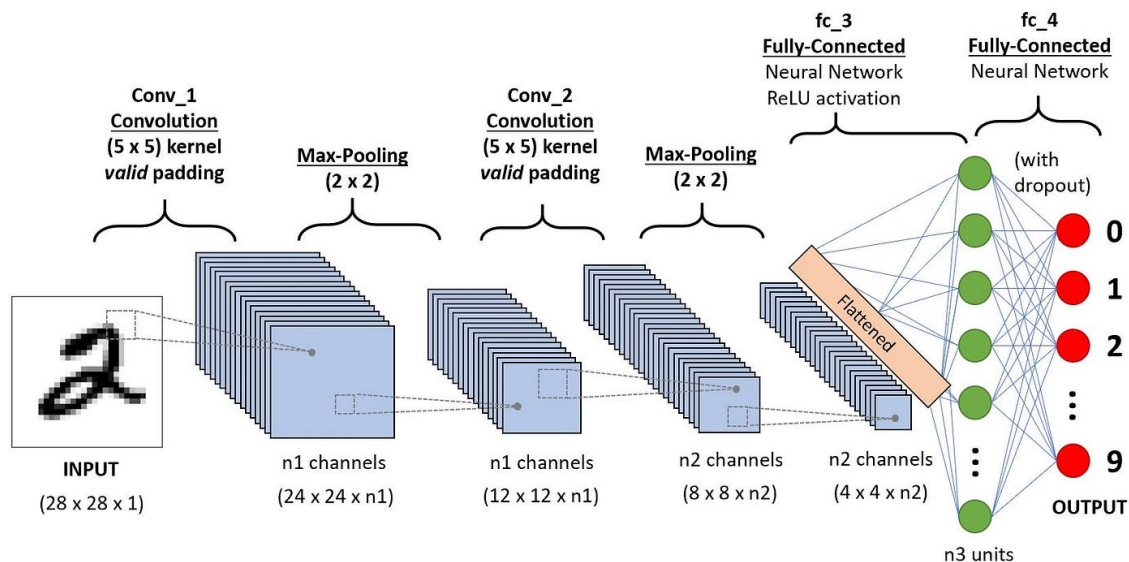 fc_3
Fully-Connected
Neural Network
ReLU activation
fc_4
Fully-Connected
Neural Network
Conv_1
Convolution
(5 x 5) kernel
valid padding
Max-Pooling
(2 x 2)
Conv_2
Convolution
(5 x 5) kernel
valid padding
Max-Pooling
(2 x 2)
(with
dropout)
Flattened
0
1
2
9
INPUT
(28 x 28 x 1)
n1 channels
(24 x 24 x n1)
n1 channels
(12 x 12 x n1)
n2 channels
(8 x 8 x n2)
n2 channels
(4 x 4 x n2)
OUTPUT
n3 units